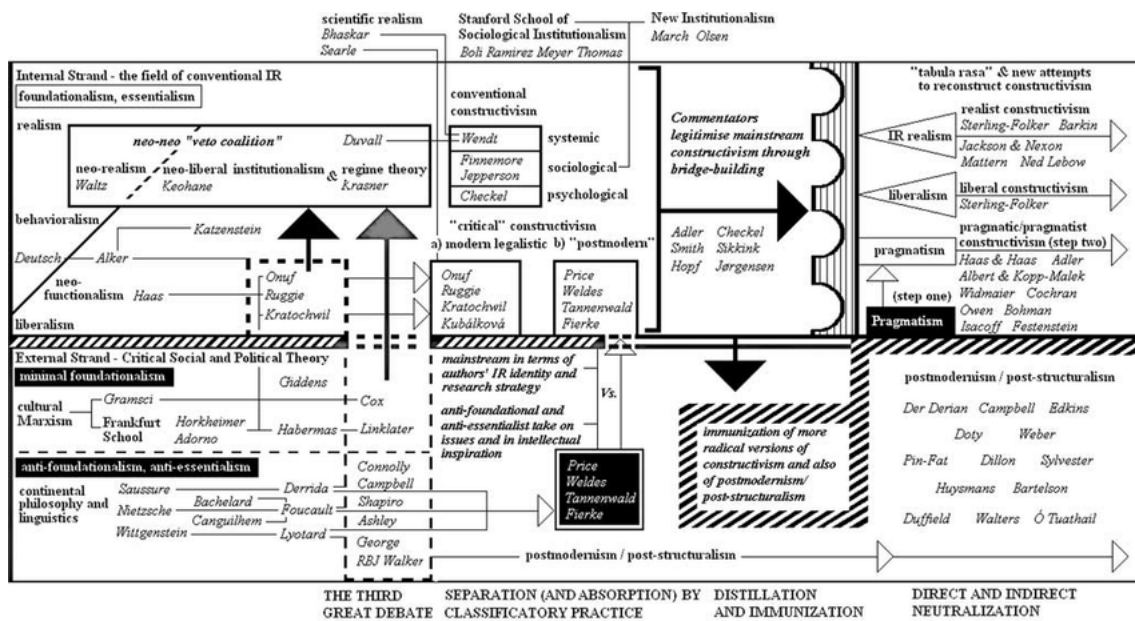 scientific realism
Bhaskar
Searle
Stanford School of
Sociological Institutionalism
Boli Ramirez Meyer Thomas
New Institutionalism
March Olsen
Internal Strand - the field of conventional IR
foundationalism, essentialism
realism
neo-neo "veto coalition"
Duvall
neo-realism
Waltz
neo-liberal institutionalism
Keohane
&
regime theory
Krasner
behavioralism
Katzenstein
Deutsch
Alker
neo-
functionalism
Haas
Onuf
Ruggie
Kratochwil
liberalism
conventional
constructivism
Wendt
systemic
Finnemore
Jepperson
sociological
Checkel
psychological
"critical" constructivism
a) modern legalistic b) "postmodern"
Onuf
Ruggie
Kratochwil
Kubálková
Price
Weldes
Tannenwald
Fierke
Commentators
legitimise mainstream
constructivism through
bridge-building
Adler Checkel
Smith Sikkink
Hopf Jørgensen
"tabula rasa" & new attempts
to reconstruct constructivism
IR realism
realist constructivism
Sterling-Folker Barkin
Jackson & Nexon
Mattern Ned Lebow
liberalism
liberal constructivism
Sterling-Folker
pragmatism
pragmatic/pragmatist
constructivism (step two)
Haas & Haas Adler
Albert & Kopp-Malek
Widmaier Cochran
Owen Bohman
Isacoff Festenstein
(step one)
Pragmatism
External Strand - Critical Social and Political Theory
minimal foundationalism
cultural
Marxism
Gramsci
Frankfurt
School
Horkheimer
Adorno
Giddens
Habermas
Cox
Linklater
anti-foundationalism, anti-essentialism
continental
philosophy and
linguistics
Saussure
Nietzsche
Wittgenstein
Bachelard
Canguilhem
Derrida
Foucault
Lyotard
Connolly
Campbell
Shapiro
Ashley
George
RBJ Walker
mainstream in terms of
authors' IR identity and
research strategy
Vs.
anti-foundational and
anti-essentialist take on
issues and in intellectual
inspiration
Price
Weldes
Tannenwald
Fierke
immunization of more
radical versions of
constructivism and also
of postmodernism/
post-structuralism
postmodernism / post-structuralism
Der Derian Campbell Edkins
Doty Weber
Pin-Fat Dillon Sylvester
Huysmans Bartelson
Duffield Walters Ó Tuathail
postmodernism / post-structuralism
THE THIRD
GREAT DEBATE
SEPARATION (AND ABSORPTION) BY
CLASSIFICATORY PRACTICE
DISTILLATION
AND IMMUNIZATION
DIRECT AND INDIRECT
NEUTRALIZATION